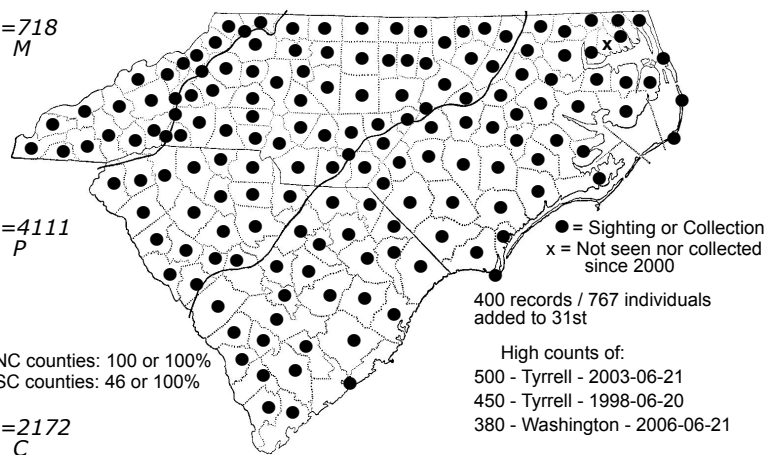 =718
M
x
=4111
P
● = Sighting or Collection
x = Not seen nor collected
since 2000
400 records / 767 individuals
added to 31st
NC counties: 100 or 100%
SC counties: 46 or 100%
High counts of:
500 - Tyrrell - 2003-06-21
450 - Tyrrell - 1998-06-20
380 - Washington - 2006-06-21
=2172
C